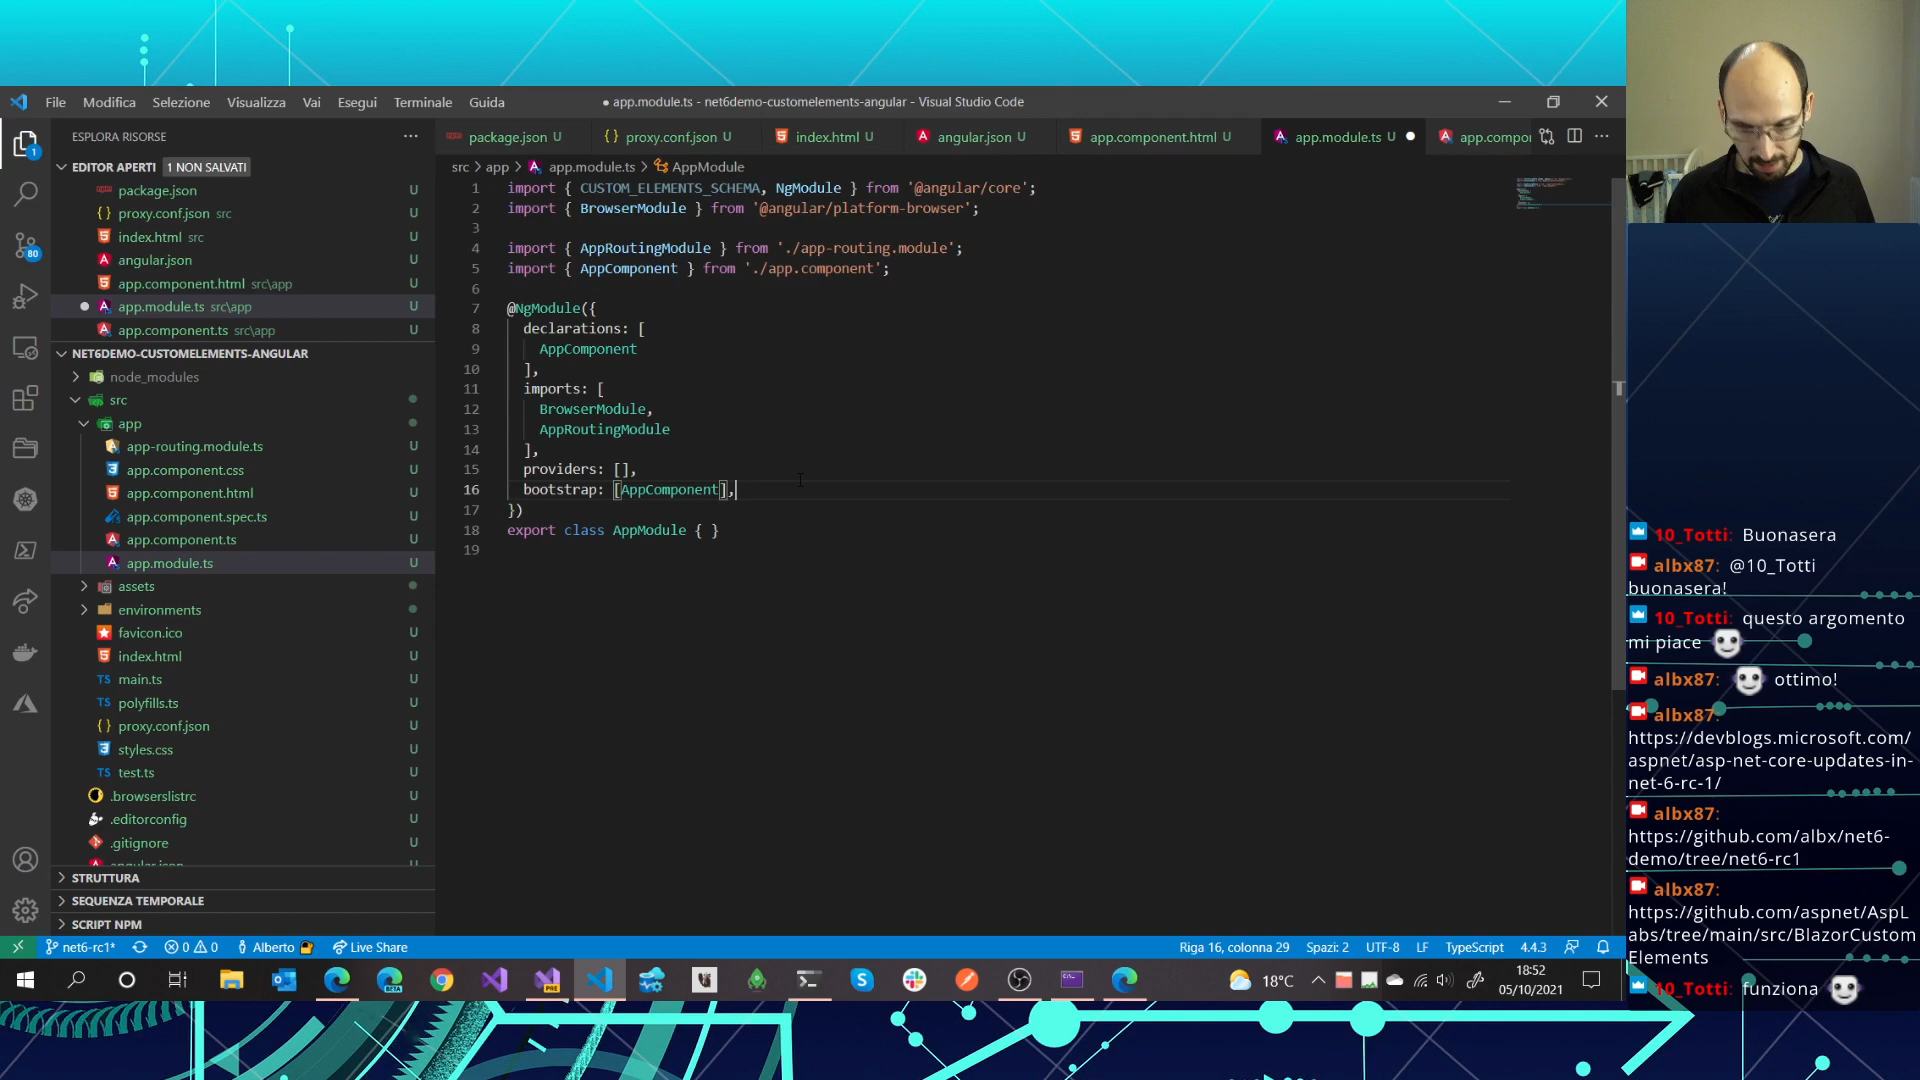 File Modifica Selezione Visualizza Vai Esegui Terminale Guida ● app.module.ts - net6demo-customelements-angular - Visual Studio Code
ESPLORA RISORSE
EDITOR APERTI 1 NON SALVATI
package.json U
proxy.conf.json src U
index.html src U
angular.json U
app.component.html src\app U
app.module.ts src\app U
app.component.ts src\app U
NET6DEMO-CUSTOMELEMENTS-ANGULAR
node_modules
src
app
app-routing.module.ts U
app.component.css U
app.component.html U
app.component.spec.ts U
app.component.ts U
app.module.ts U
assets
environments
favicon.ico U
index.html U
main.ts U
polyfills.ts U
proxy.conf.json U
styles.css U
test.ts U
.browserslistrc U
.editorconfig U
.gitignore U
angular.json U
STRUTTURA
SEQUENZA TEMPORALE
SCRIPT NPM
1
80
package.json U proxy.conf.json U index.html U angular.json U app.component.html U app.module.ts U app.compon
src > app > app.module.ts > AppModule
1 import { CUSTOM_ELEMENTS_SCHEMA, NgModule } from '@angular/core';
2 import { BrowserModule } from '@angular/platform-browser';
3
4 import { AppRoutingModule } from './app-routing.module';
5 import { AppComponent } from './app.component';
6
7 @NgModule({
8 declarations: [
9 AppComponent
10 ],
11 imports: [
12 BrowserModule,
13 AppRoutingModule
14 ],
15 providers: [],
16 bootstrap: [AppComponent],
17 })
18 export class AppModule { }
19
net6-rc1* 0 0 Alberto Live Share Riga 16, colonna 29 Spazi: 2 UTF-8 LF TypeScript 4.4.3
18°C 18:52
05/10/2021
BETA
PRE
10_Totti: Buonasera
albx87: @10_Totti
buonasera!
10_Totti: questo argomento
mi piace
albx87: ottimo!
albx87:
https://devblogs.microsoft.com/
aspnet/asp-net-core-updates-in-
net-6-rc-1/
albx87:
https://github.com/albx/net6-
demo/tree/net6-rc1
albx87:
https://github.com/aspnet/AspL
abs/tree/main/src/BlazorCustom
Elements
10_Totti: funziona